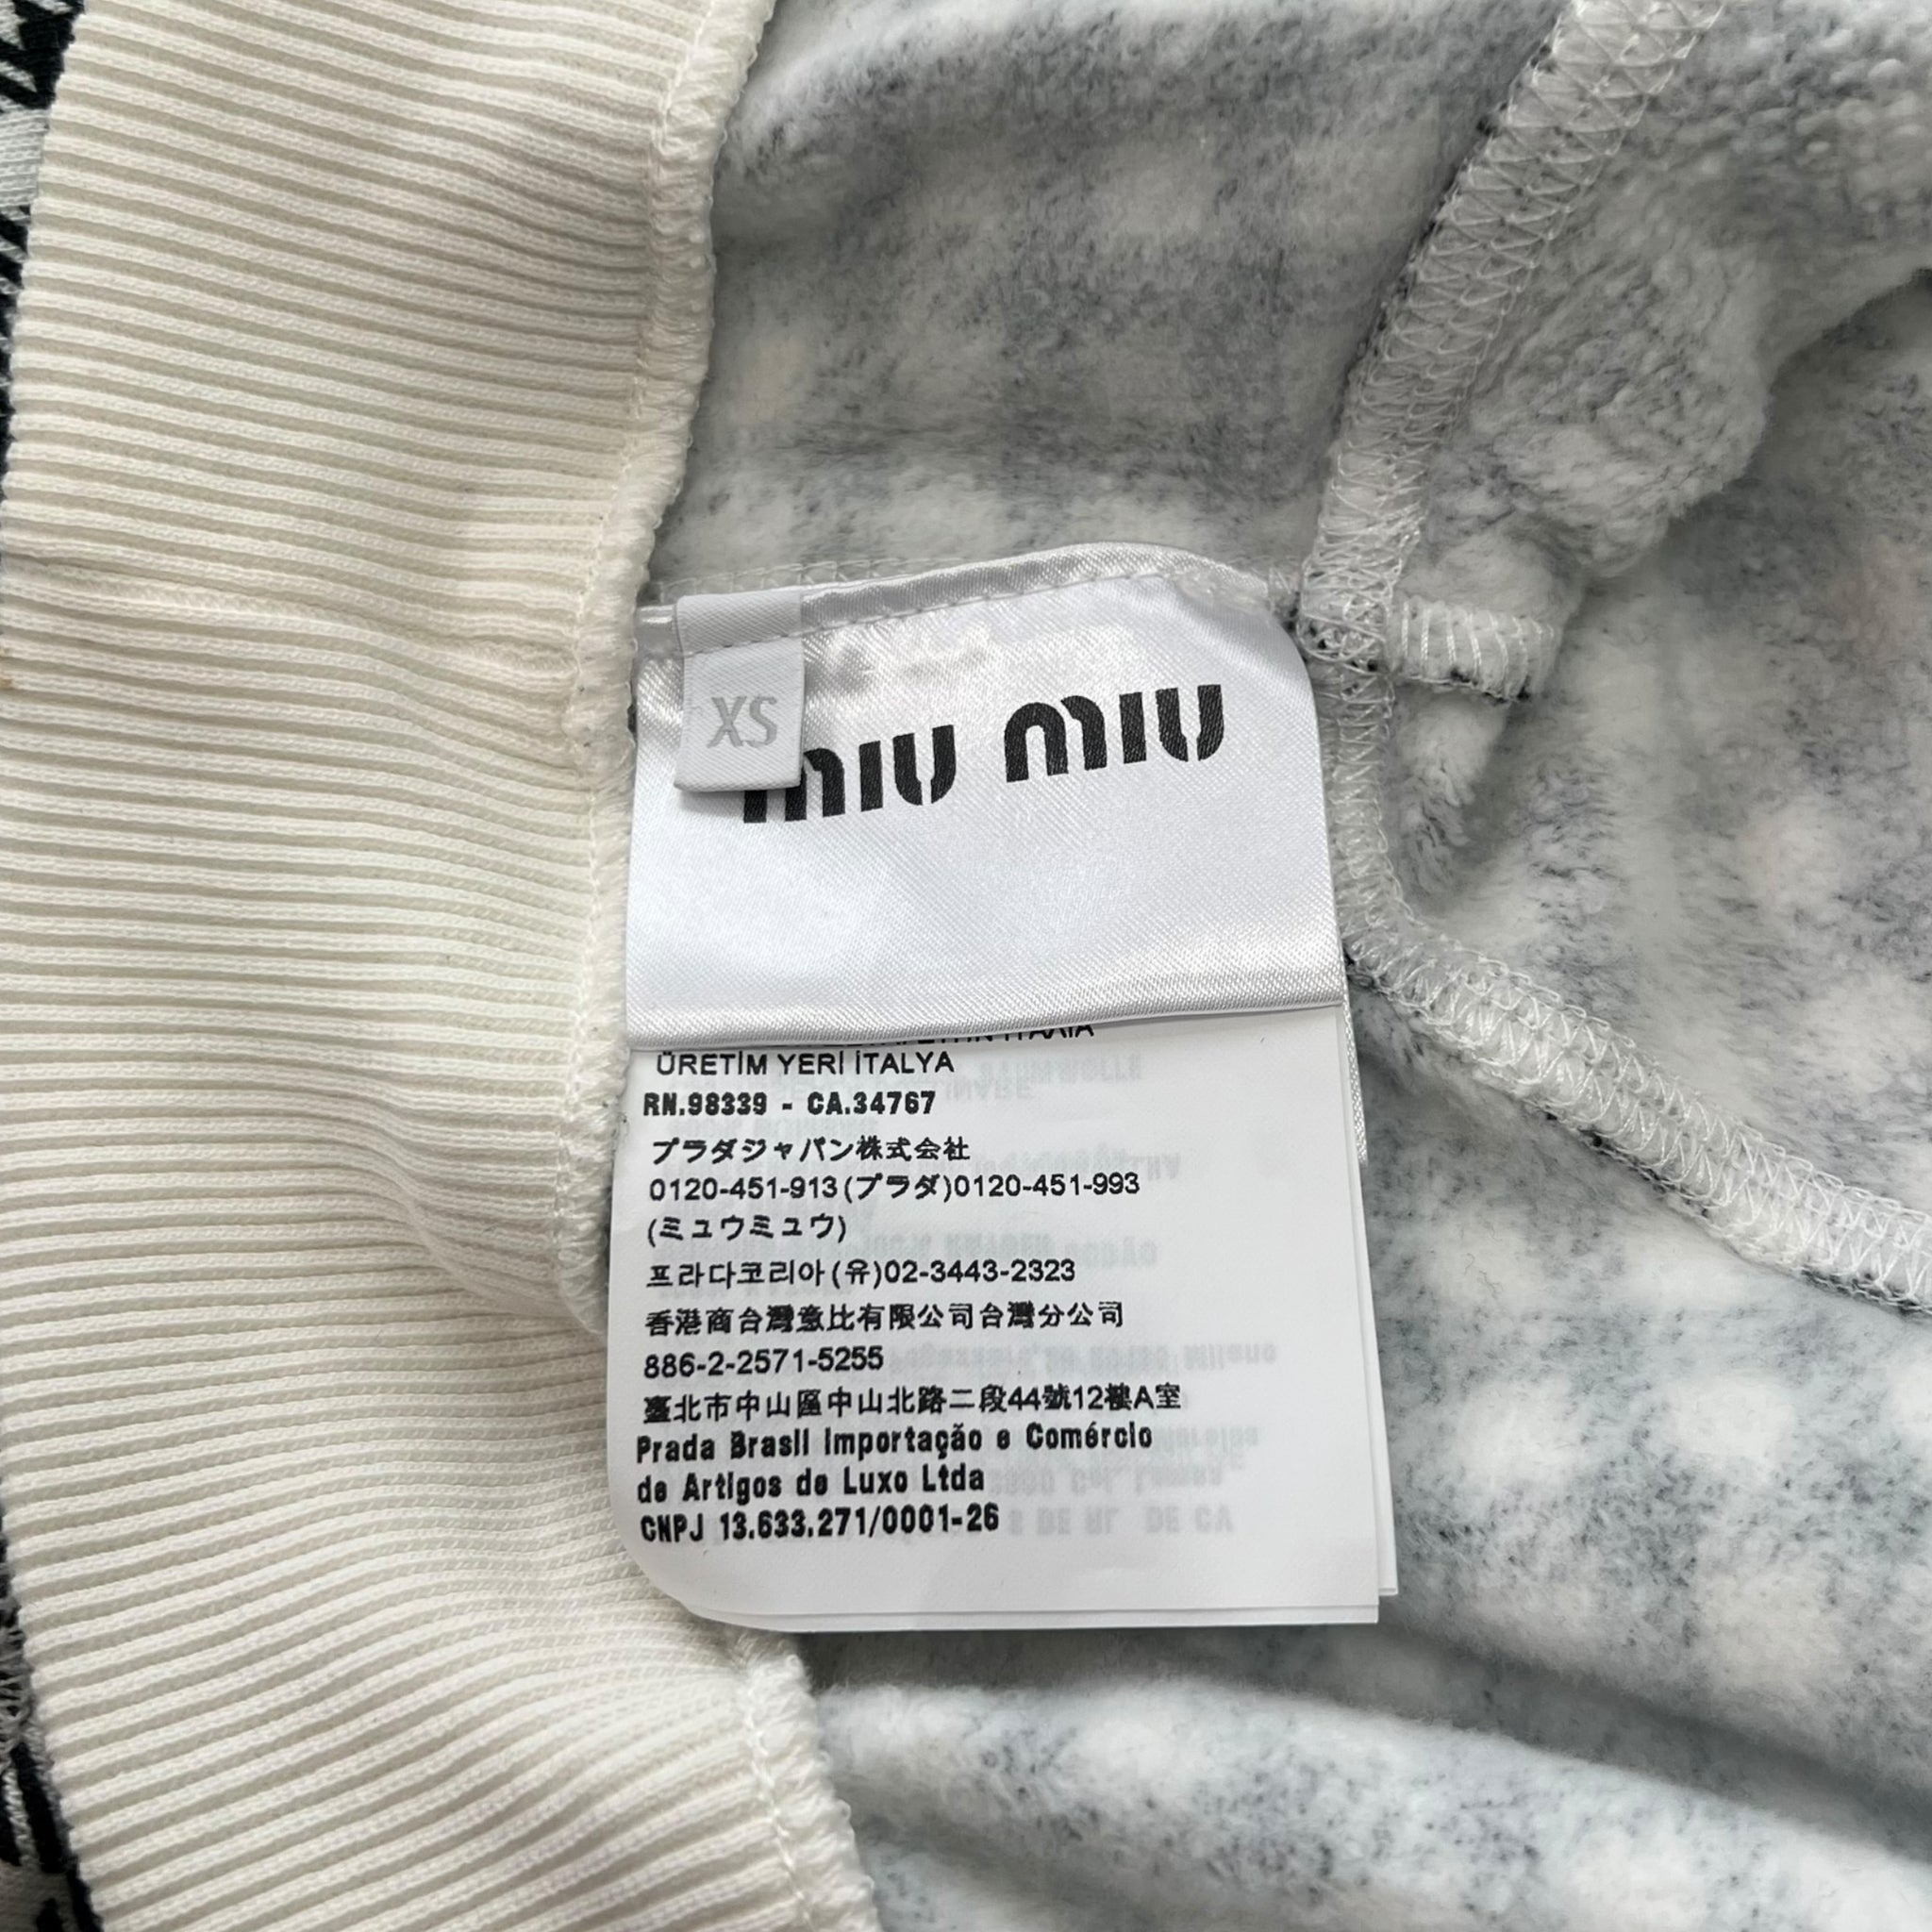 XS
miu miu
ÜRETİM YERİ İTALYA
RN.98339 - CA.34767
プラダジャパン株式会社
0120-451-913(プラダ)0120-451-993
(ミュウミュウ)
프라다코리아(유)02-3443-2323
香港商台灣意比有限公司台灣分公司
886-2-2571-5255
臺北市中山區中山北路二段44號12樓A室
Prada Brasil Importação e Comércio
de Artigos de Luxo Ltda
CNPJ 13.633.271/0001-26